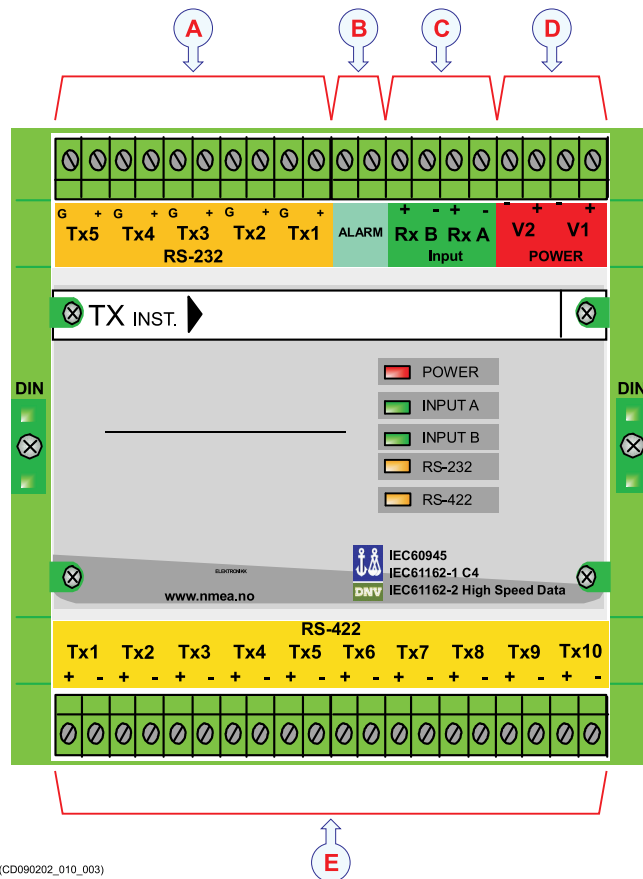 A B C D
G + G + G + G + G + + - + - - + - +
Tx5 Tx4 Tx3 Tx2 Tx1 ALARM Rx B Rx A V2 V1
RS-232 Input POWER
TX INST.
POWER
DIN DIN
INPUT A
INPUT B
RS-232
RS-422
ELEKTRONIKK
www.nmea.no
IEC60945
IEC61162-1 C4
DNV IEC61162-2 High Speed Data
RS-422
Tx1 Tx2 Tx3 Tx4 Tx5 Tx6 Tx7 Tx8 Tx9 Tx10
+ - + - + - + - + - + - + - + - + - + -
E
(CD090202_010_003)